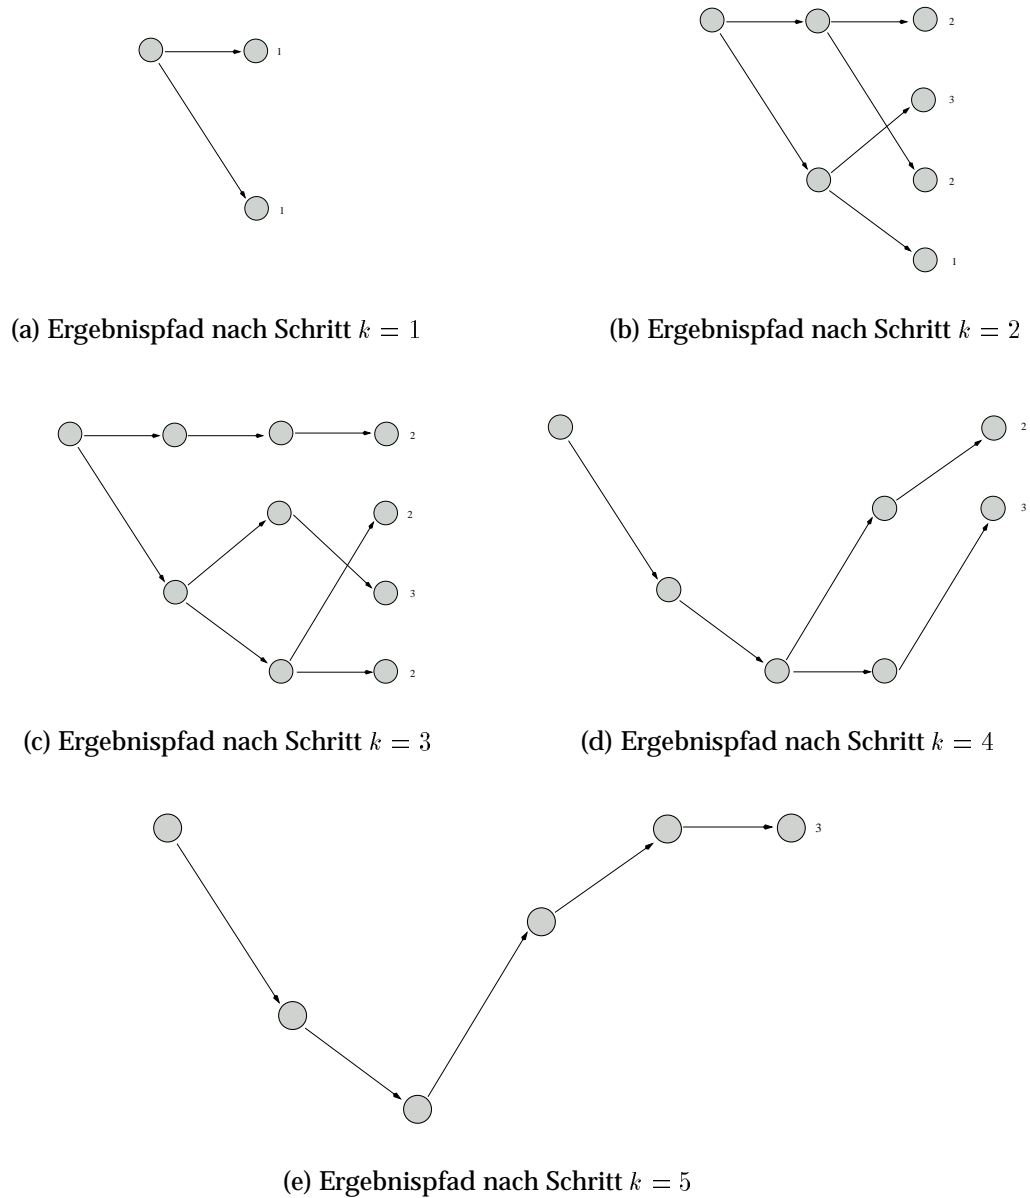 1
1
2
3
2
1
(a) Ergebnispfad nach Schritt k = 1
(b) Ergebnispfad nach Schritt k = 2
2
2
3
2
2
3
(c) Ergebnispfad nach Schritt k = 3
(d) Ergebnispfad nach Schritt k = 4
3
(e) Ergebnispfad nach Schritt k = 5